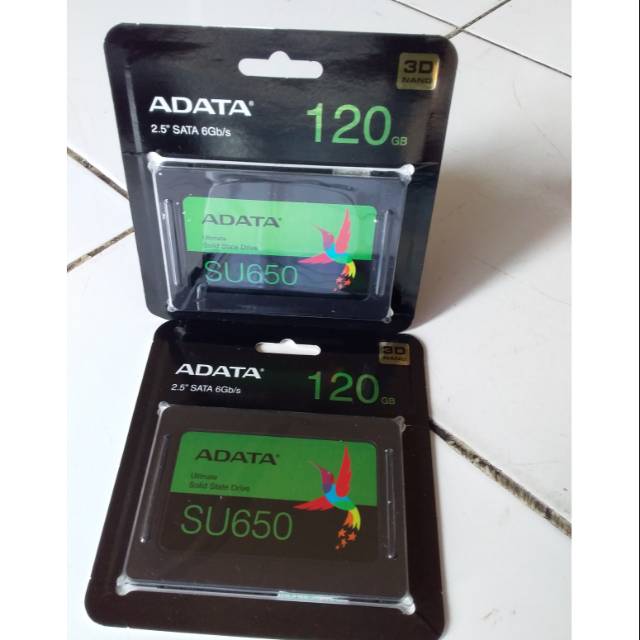 3D
NAND
ADATA®
120GB
2.5" SATA 6Gb/s
ADATA®
Ultimate
Solid State Drive
SU650
3D
NAND
ADATA®
120GB
2.5" SATA 6Gb/s
ADATA®
Ultimate
Solid State Drive
SU650